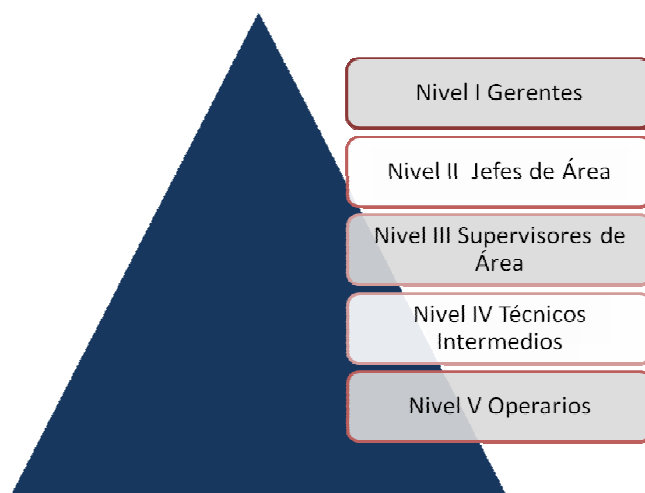 Nivel I Gerentes
Nivel II  Jefes de Área
Nivel III Supervisores de
Área
Nivel IV Técnicos
Intermedios
Nivel V Operarios